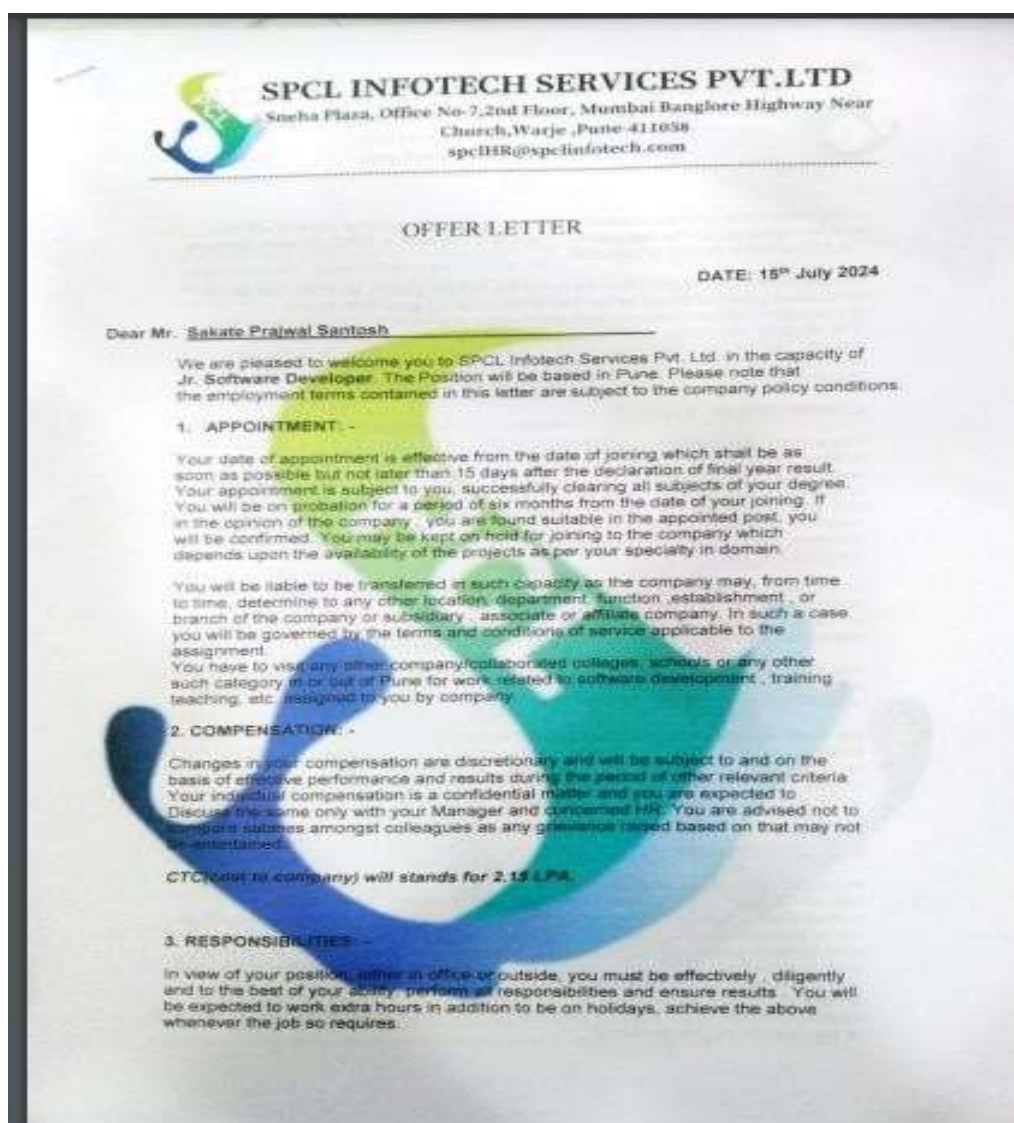 SPCL
SPCL INFOTECH SERVICES PVT.LTD
Sneha Plaza, Office No-7,2nd Floor, Mumbai Banglore Highway Near
Church,Warje ,Pune-411058
spclHR@spclinfotech.com
OFFER LETTER
DATE: 15th July 2024
Dear Mr. Sakate Prajwal Santosh
We are pleased to welcome you to SPCL Infotech Services Pvt. Ltd. in the capacity of
Jr. Software Developer. The Position will be based in Pune. Please note that
the employment terms contained in this letter are subject to the company policy conditions
1. APPOINTMENT: -
Your date of appointment is effective from the date of joining which shall be as
soon as possible but not later than 15 days after the declaration of final year result.
Your appointment is subject to you, successfully clearing all subjects of your degree.
You will be on probation for a period of six months from the date of your joining. If
in the opinion of the company , you are found suitable in the appointed post, you
will be confirmed. You may be kept on hold for joining to the company which
depends upon the availability of the projects as per your specialty in domain.
You will be liable to be transferred in such capacity as the company may, from time
to time, determine to any other location, department, function ,establishment , or
branch of the company or subsidiary , associate or affiliate company. In such a case
you will be governed by the terms and conditions of service applicable to the
assignment.
You have to visit any other company/collaborated colleges, schools or any other
such category in or out of Pune for work related to software development , training
teaching, etc. assigned to you by company
2. COMPENSATION: -
Changes in your compensation are discretionary and will be subject to and on the
basis of effective performance and results during the period of other relevant criteria
Your individual compensation is a confidential matter and you are expected to
Discuss the same only with your Manager and concerned HR. You are advised not to
compare salaries amongst colleagues as any grievance raised based on that may not
be entertained.
CTC(cost to company) will stands for LPA.
3. RESPONSIBILITIES: -
In view of your position, either in office or outside, you must be effectively , diligently
and to the best of your ability, perform all responsibilities and ensure results . You will
be expected to work extra hours in addition to be on holidays, achieve the above
whenever the job so requires.